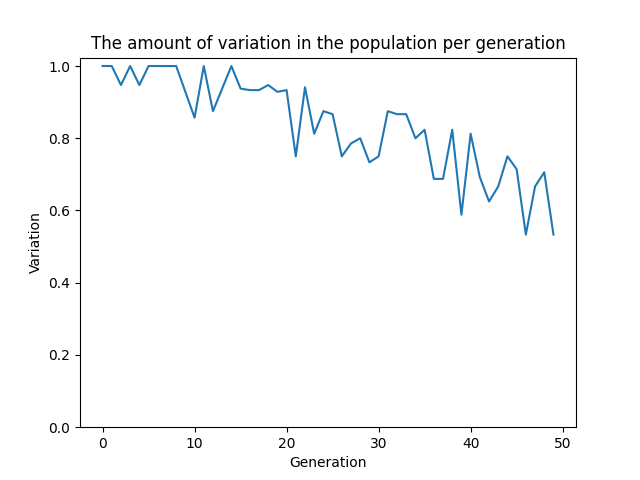 The amount of variation in the population per generation
1.0
0.8
0.6
0.4
0.2
0.0
Variation
0 10 20 30 40 50
Generation